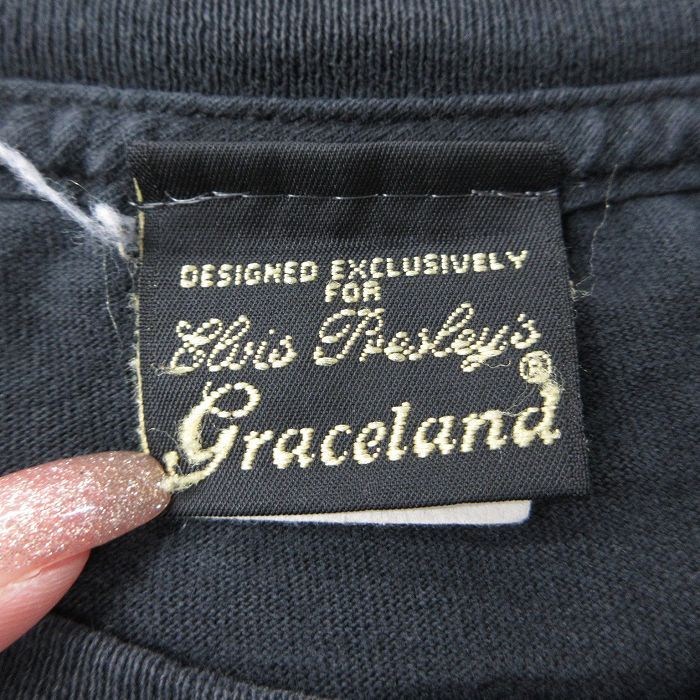 DESIGNED EXCLUSIVELY
FOR
Elvis Presley's
Graceland®